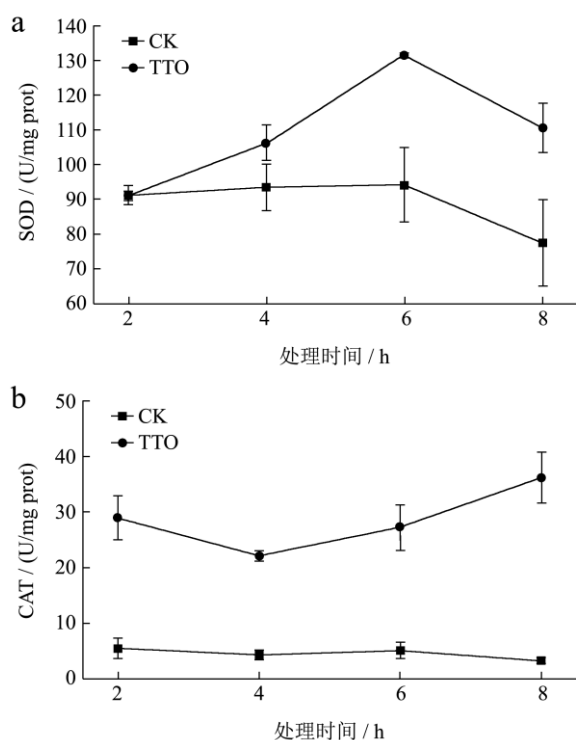 a
CK
TTO
SOD / (U/mg prot)
140
130
120
110
100
90
80
70
60
2 4 6 8
处理时间 / h
b
CK
TTO
CAT / (U/mg prot)
50
40
30
20
10
0
2 4 6 8
处理时间 / h